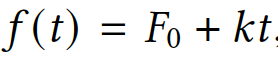 f(t) = F₀ + kt,